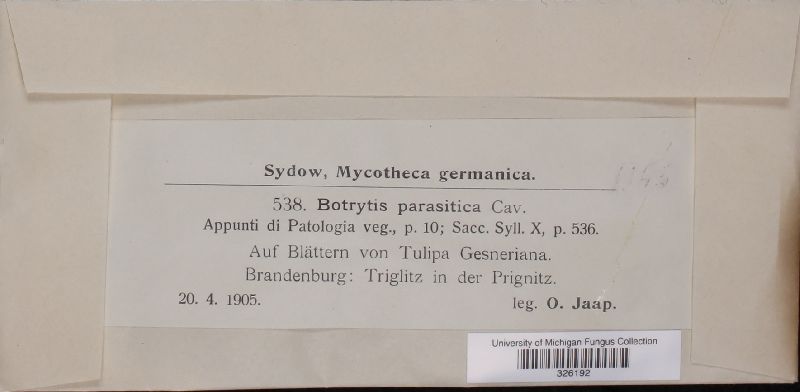 Sydow, Mycotheca germanica.
538. Botrytis parasitica Cav.
Appunti di Patologia veg., p. 10; Sacc. Syll. X, p. 536.
Auf Blättern von Tulipa Gesneriana.
Brandenburg: Triglitz in der Prignitz.
20. 4. 1905. leg. O. Jaap.
University of Michigan Fungus Collection
326192